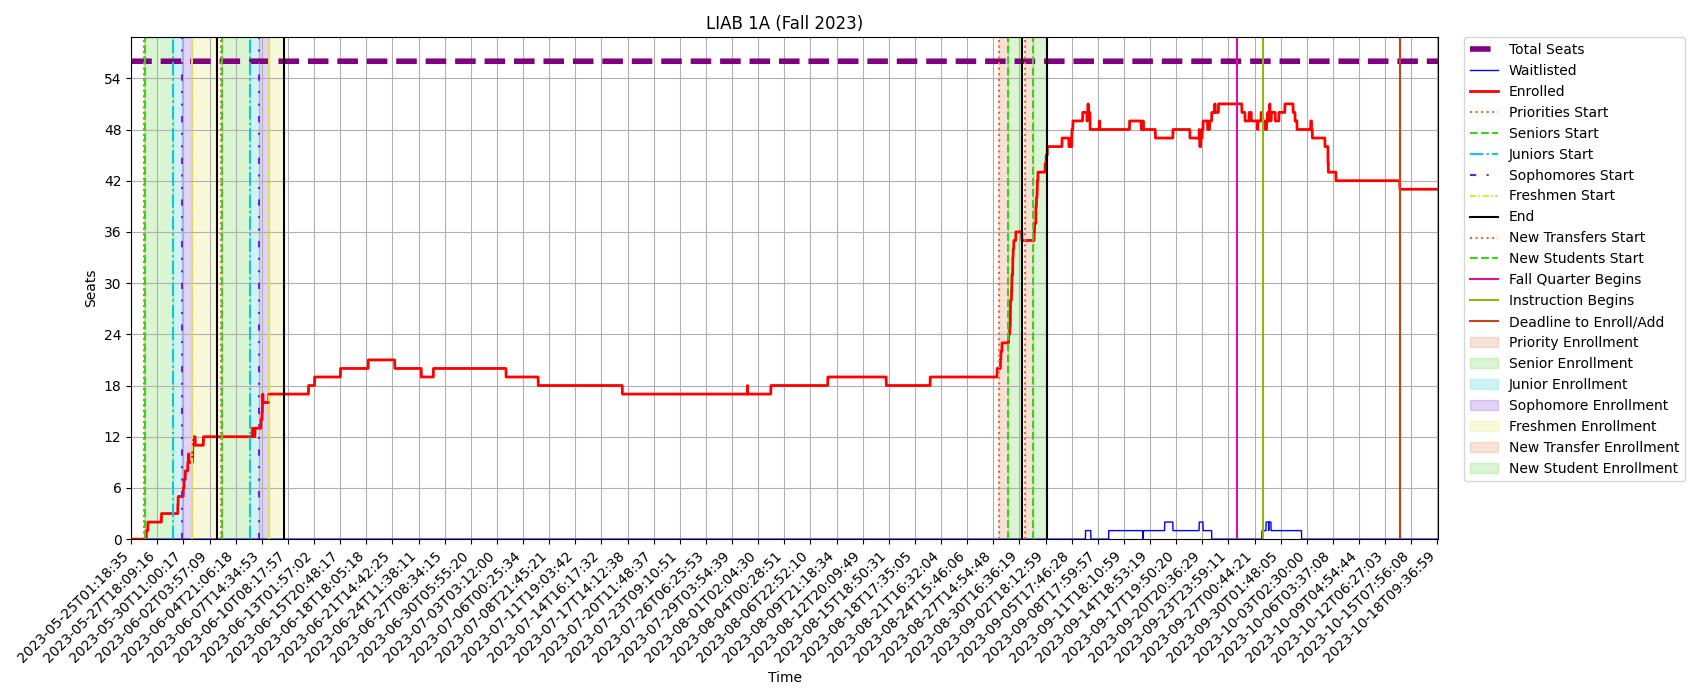 LIAB 1A (Fall 2023)
Seats
54
48
42
36
30
24
18
12
6
0
2023-05-25T01:18:35
2023-05-27T18:09:16
2023-05-30T11:00:17
2023-06-02T03:57:09
2023-06-04T21:06:18
2023-06-07T14:34:53
2023-06-10T08:17:57
2023-06-13T01:57:02
2023-06-15T20:48:17
2023-06-18T18:05:18
2023-06-21T14:42:25
2023-06-24T11:38:11
2023-06-27T08:34:15
2023-06-30T05:55:20
2023-07-03T03:12:00
2023-07-06T00:25:34
2023-07-08T21:45:21
2023-07-11T19:03:42
2023-07-14T16:17:32
2023-07-17T14:12:38
2023-07-20T11:48:37
2023-07-23T09:10:51
2023-07-26T06:25:53
2023-07-29T03:54:39
2023-08-01T02:04:30
2023-08-04T00:28:51
2023-08-06T22:52:10
2023-08-09T21:18:34
2023-08-12T20:09:49
2023-08-15T18:50:31
2023-08-18T17:35:05
2023-08-21T16:32:04
2023-08-24T15:46:06
2023-08-27T14:54:48
2023-08-30T16:36:19
2023-09-02T18:12:59
2023-09-05T17:46:28
2023-09-08T17:59:57
2023-09-11T18:10:59
2023-09-14T18:53:19
2023-09-17T19:50:20
2023-09-20T20:36:29
2023-09-23T23:59:11
2023-09-27T00:44:21
2023-09-30T01:48:05
2023-10-03T02:30:00
2023-10-06T03:37:08
2023-10-09T04:54:44
2023-10-12T06:27:03
2023-10-15T07:56:08
2023-10-18T09:36:59
Time
Total Seats
Waitlisted
Enrolled
Priorities Start
Seniors Start
Juniors Start
Sophomores Start
Freshmen Start
End
New Transfers Start
New Students Start
Fall Quarter Begins
Instruction Begins
Deadline to Enroll/Add
Priority Enrollment
Senior Enrollment
Junior Enrollment
Sophomore Enrollment
Freshmen Enrollment
New Transfer Enrollment
New Student Enrollment